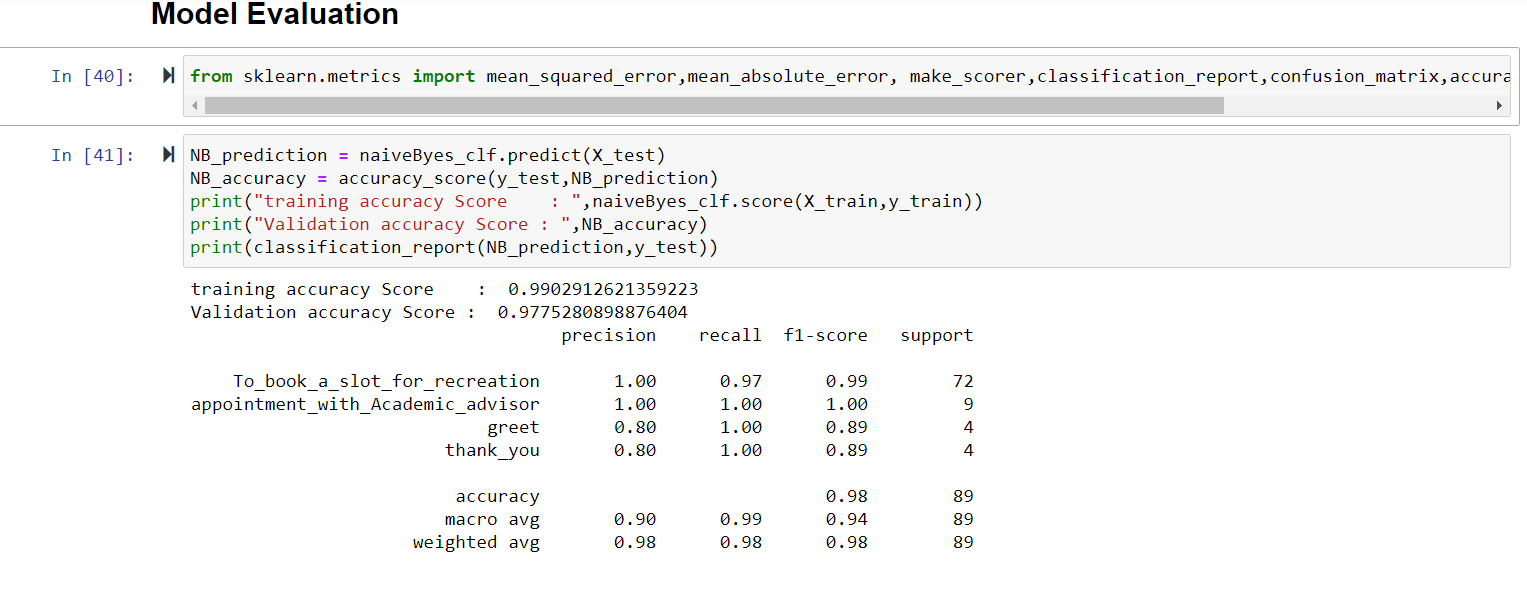 Model Evaluation
In [40]: from sklearn.metrics import mean_squared_error,mean_absolute_error, make_scorer,classification_report,confusion_matrix,accura
In [41]: NB_prediction = naiveByes_clf.predict(X_test)
NB_accuracy = accuracy_score(y_test,NB_prediction)
print("training accuracy Score    : ",naiveByes_clf.score(X_train,y_train))
print("Validation accuracy Score : ",NB_accuracy)
print(classification_report(NB_prediction,y_test))
training accuracy Score    :  0.9902912621359223
Validation accuracy Score :  0.9775280898876404
precision    recall  f1-score   support
To_book_a_slot_for_recreation       1.00      0.97      0.99        72
appointment_with_Academic_advisor       1.00      1.00      1.00         9
greet       0.80      1.00      0.89         4
thank_you       0.80      1.00      0.89         4
accuracy                           0.98        89
macro avg       0.90      0.99      0.94        89
weighted avg       0.98      0.98      0.98        89